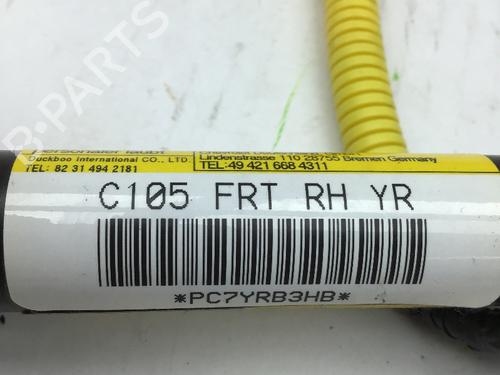 B-PARTS
Duckboo International CO., LTD
TEL: 82 31 494 2181
Lindenstrasse 110 28755 Bremen Germany
TEL:49 421 668 4311
C105 FRT RH YR
*PC7YRB3HB*